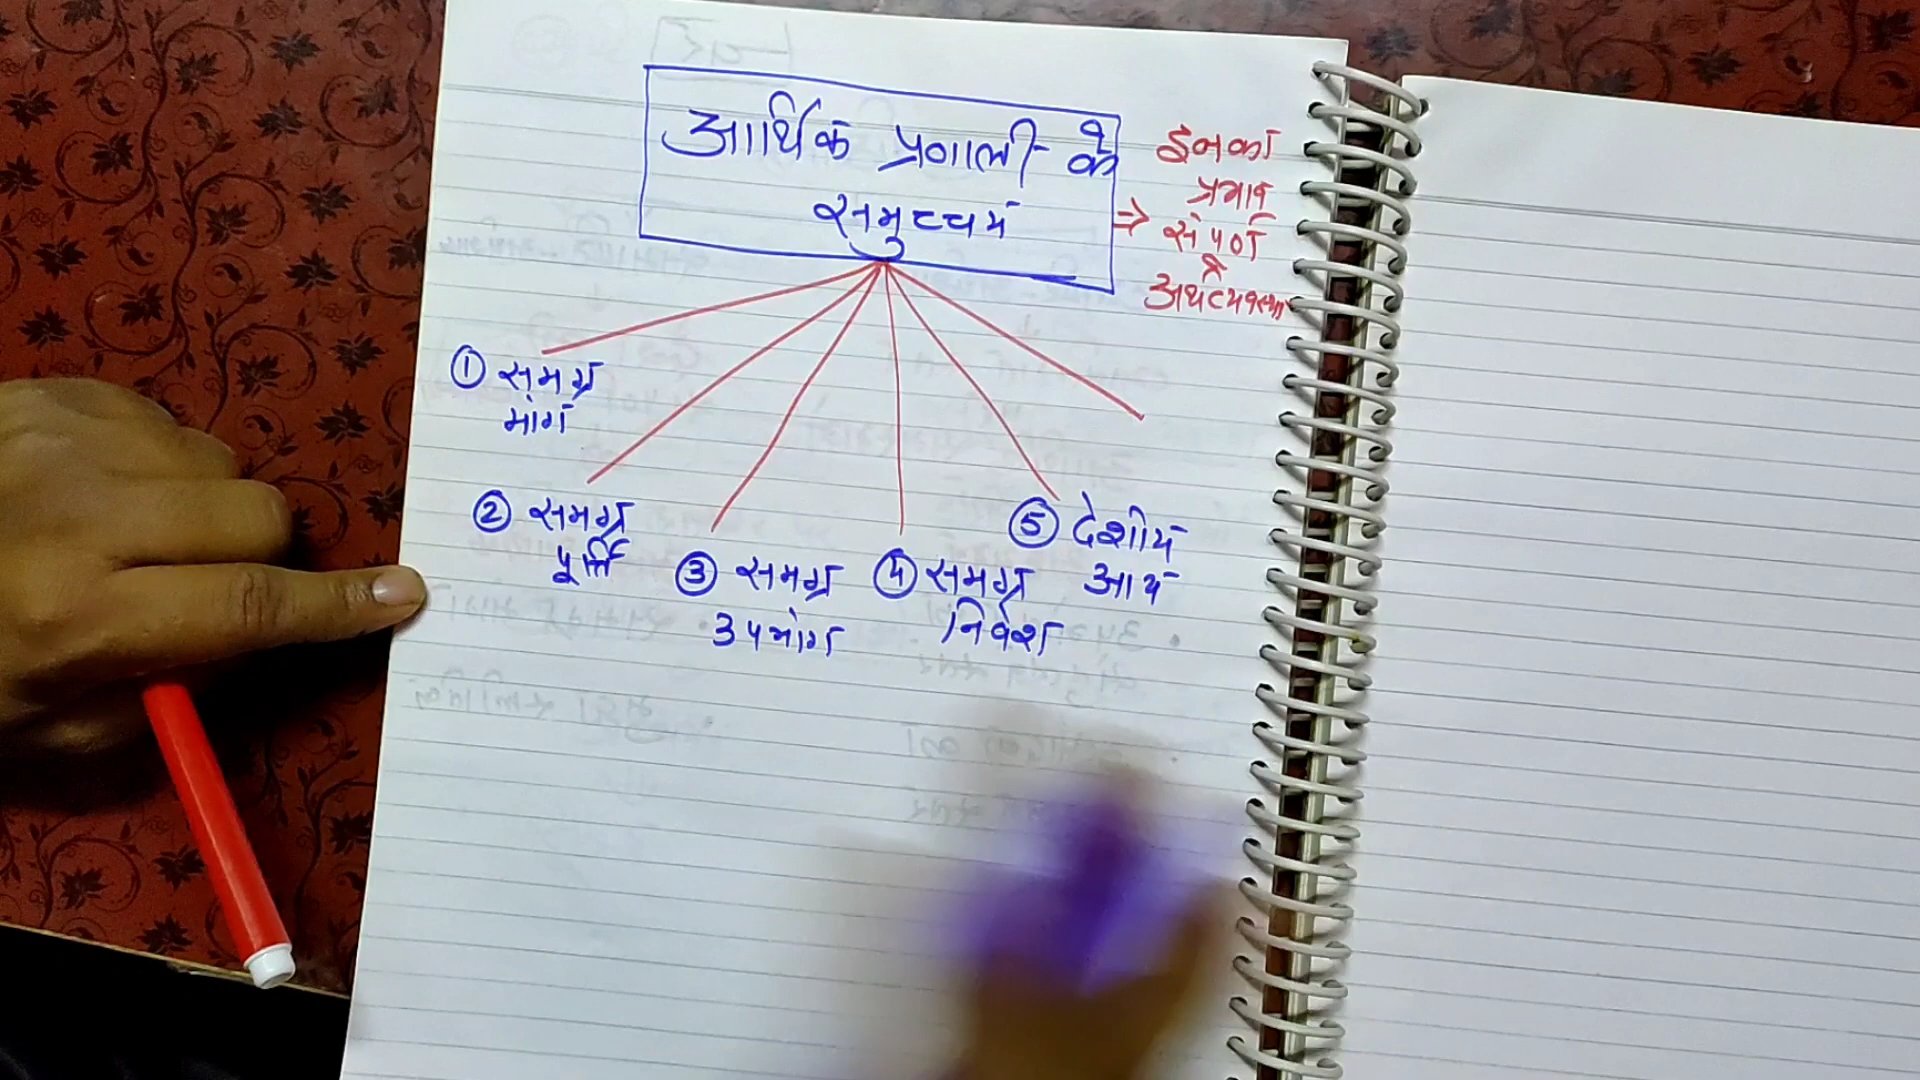 आर्थिक प्रणाली के
समुच्चय
⇒ इनका
प्रभाव
संपूर्ण
अर्थव्यवस्था
① समग्र
मांग
② समग्र
पूर्ति
③ समग्र
उपभोग
④ समग्र
निवेश
⑤ देशीय
आय